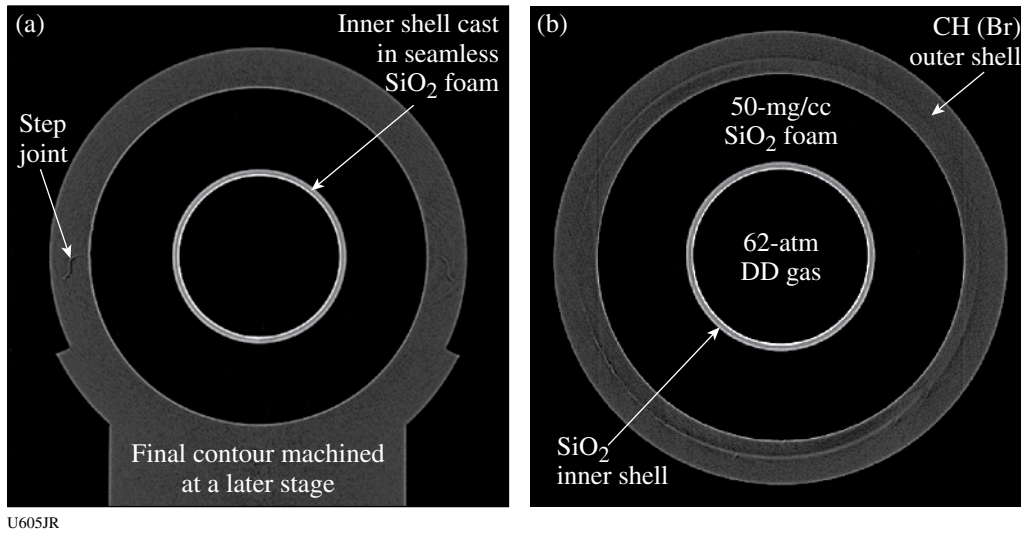 (a)
Inner shell cast
in seamless
SiO2 foam
Step
joint
Final contour machined
at a later stage
(b)
CH (Br)
outer shell
50-mg/cc
SiO2 foam
62-atm
DD gas
SiO2
inner shell
U605JR